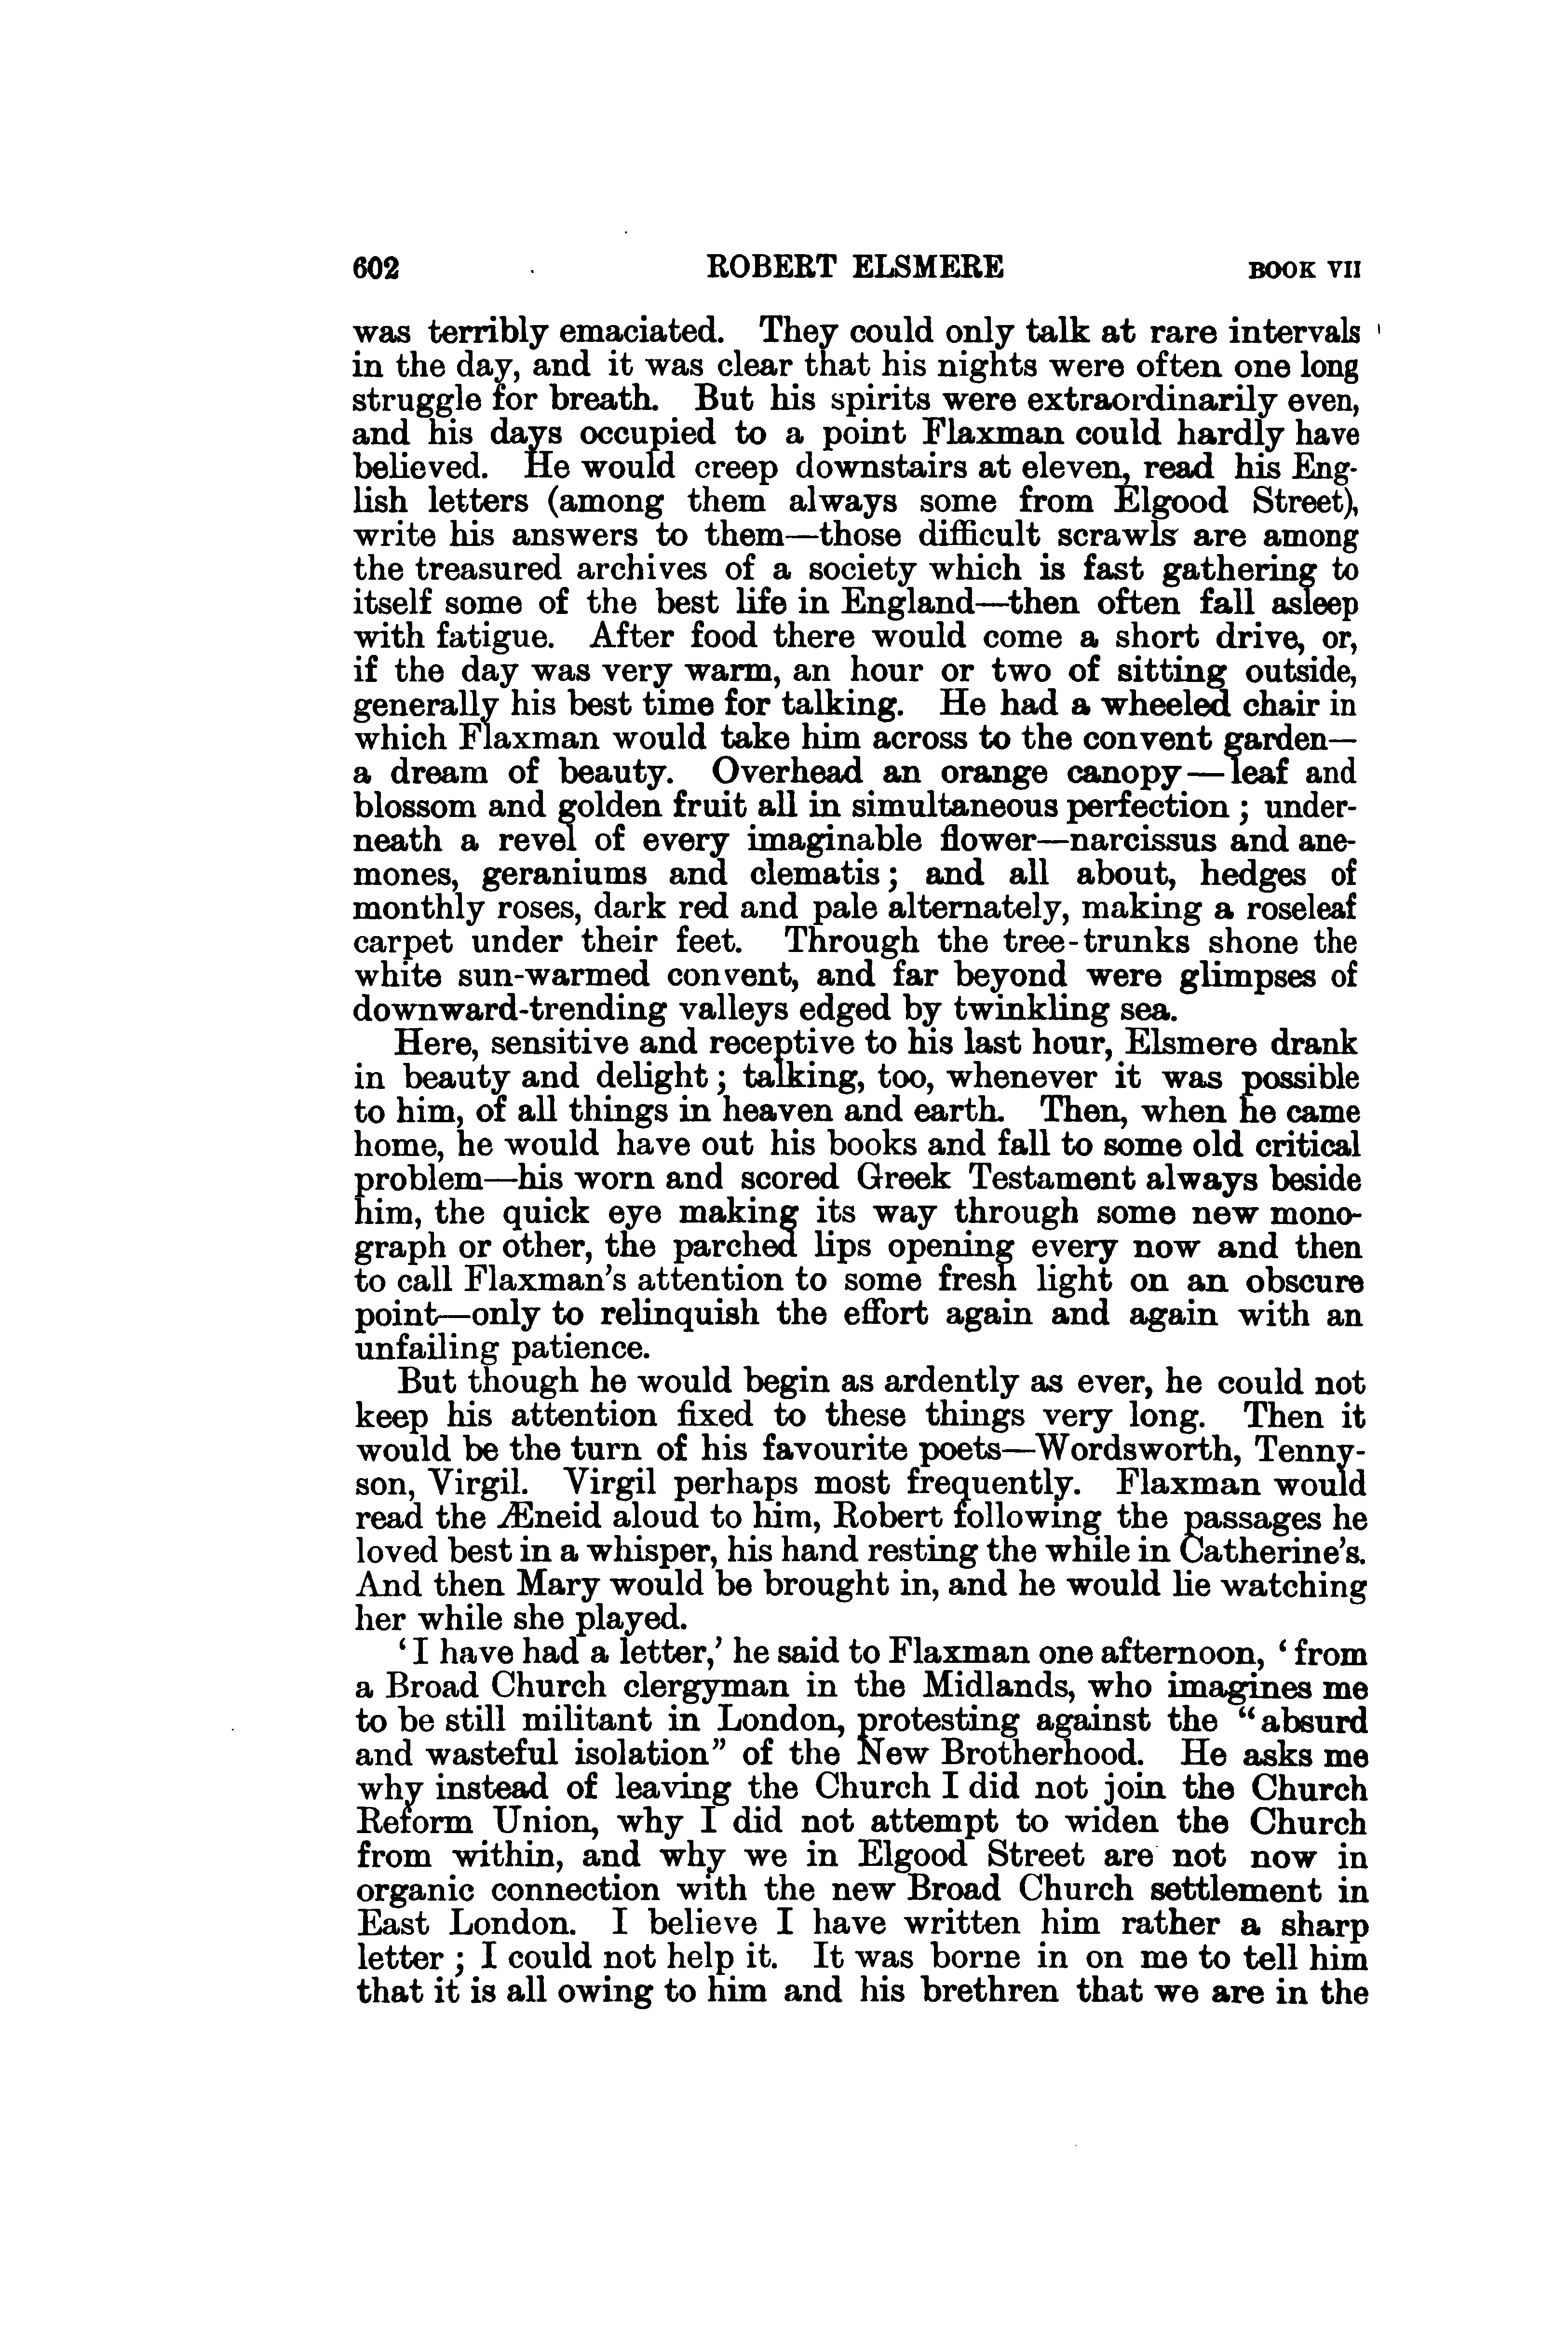 602 ROBERT ELSMERE BOOK VII
was terribly emaciated. They could only talk at rare intervals
in the day, and it was clear that his nights were often one long
struggle for breath. But his spirits were extraordinarily even,
and his days occupied to a point Flaxman could hardly have
believed. He would creep downstairs at eleven, read his Eng-
lish letters (among them always some from Elgood Street),
write his answers to them—those difficult scrawls are among
the treasured archives of a society which is fast gathering to
itself some of the best life in England—then often fall asleep
with fatigue. After food there would come a short drive, or,
if the day was very warm, an hour or two of sitting outside,
generally his best time for talking. He had a wheeled chair in
which Flaxman would take him across to the convent garden—
a dream of beauty. Overhead an orange canopy—leaf and
blossom and golden fruit all in simultaneous perfection; under-
neath a revel of every imaginable flower—narcissus and ane-
mones, geraniums and clematis; and all about, hedges of
monthly roses, dark red and pale alternately, making a roseleaf
carpet under their feet. Through the tree-trunks shone the
white sun-warmed convent, and far beyond were glimpses of
downward-trending valleys edged by twinkling sea.
Here, sensitive and receptive to his last hour, Elsmere drank
in beauty and delight; talking, too, whenever it was possible
to him, of all things in heaven and earth. Then, when he came
home, he would have out his books and fall to some old critical
problem—his worn and scored Greek Testament always beside
him, the quick eye making its way through some new mono-
graph or other, the parched lips opening every now and then
to call Flaxman's attention to some fresh light on an obscure
point—only to relinquish the effort again and again with an
unfailing patience.
But though he would begin as ardently as ever, he could not
keep his attention fixed to these things very long. Then it
would be the turn of his favourite poets—Wordsworth, Tenny-
son, Virgil. Virgil perhaps most frequently. Flaxman would
read the Æneid aloud to him, Robert following the passages he
loved best in a whisper, his hand resting the while in Catherine's.
And then Mary would be brought in, and he would lie watching
her while she played.
'I have had a letter,' he said to Flaxman one afternoon, 'from
a Broad Church clergyman in the Midlands, who imagines me
to be still militant in London, protesting against the "absurd
and wasteful isolation" of the New Brotherhood. He asks me
why instead of leaving the Church I did not join the Church
Reform Union, why I did not attempt to widen the Church
from within, and why we in Elgood Street are not now in
organic connection with the new Broad Church settlement in
East London. I believe I have written him rather a sharp
letter; I could not help it. It was borne in on me to tell him
that it is all owing to him and his brethren that we are in the